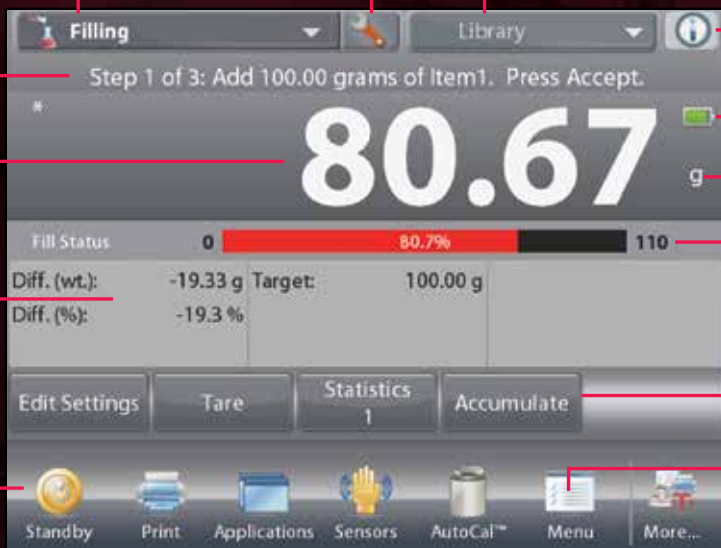 Filling Library
Step 1 of 3: Add 100.00 grams of Item1. Press Accept.
*
80.67
g
Fill Status 0 80.7% 110
Diff. (wt.): -19.33 g Target: 100.00 g
Diff. (%): -19.3 %
Edit Settings Tare Statistics 1 Accumulate
Standby Print Applications Sensors AutoCal™ Menu More...